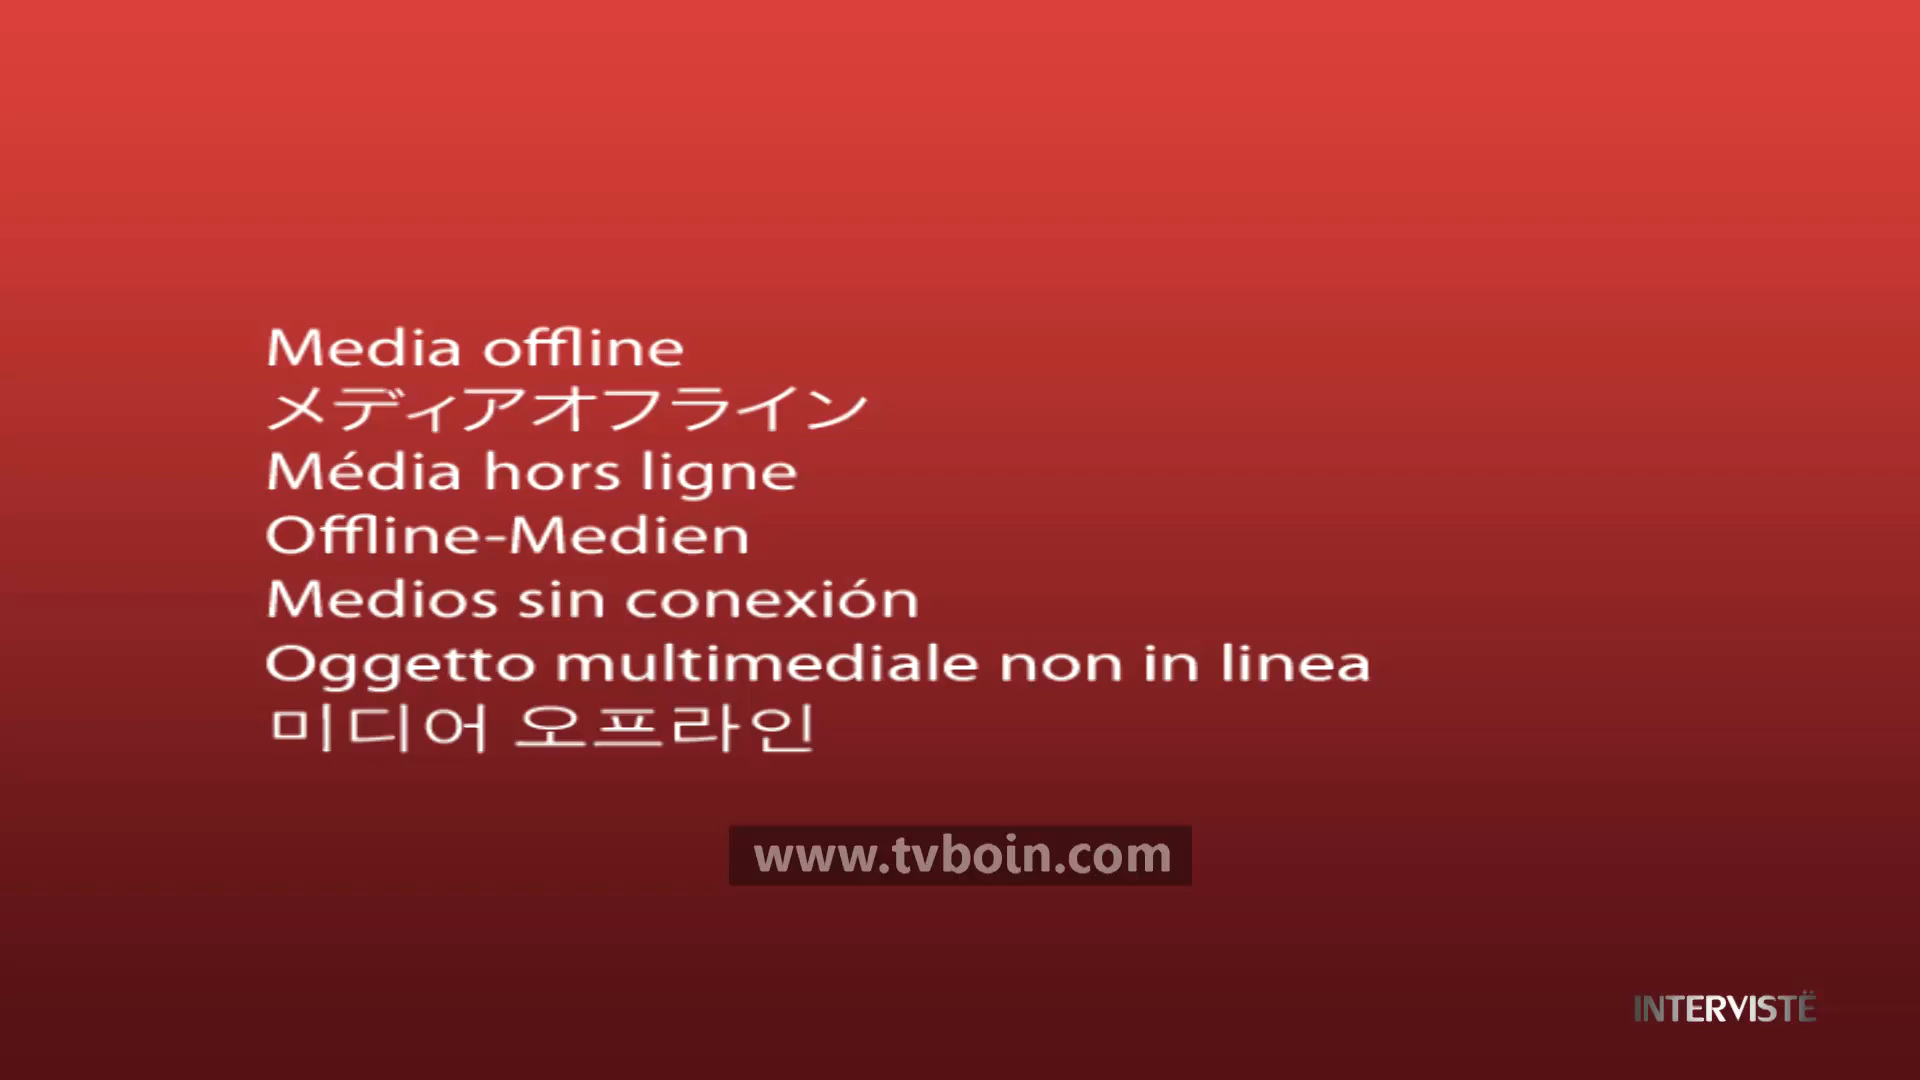 Media offline
メディアオフライン
Média hors ligne
Offline-Medien
Medios sin conexión
Oggetto multimediale non in linea
미디어 오프라인
www.tvboin.com
INTERVISTË